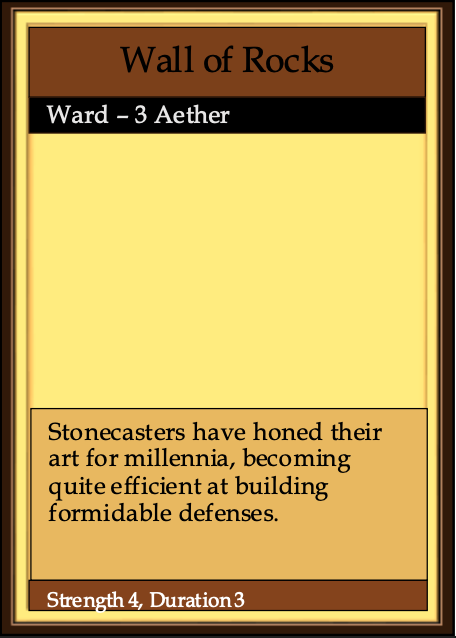 Wall of Rocks
Ward – 3 Aether
Stonecasters have honed their
art for millennia, becoming
quite efficient at building
formidable defenses.
Strength 4, Duration 3